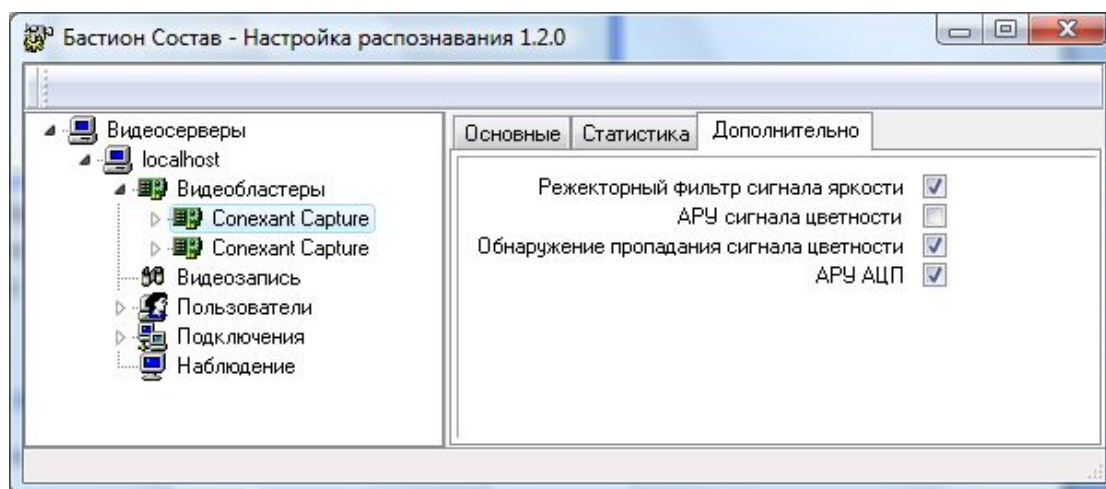 Бастион Состав - Настройка распознавания 1.2.0
Видеосерверы
localhost
Видеобластеры
Conexant Capture
Conexant Capture
Видеозапись
Пользователи
Подключения
Наблюдение
Основные Статистика Дополнительно
Режекторный фильтр сигнала яркости
АРУ сигнала цветности
Обнаружение пропадания сигнала цветности
АРУ АЦП